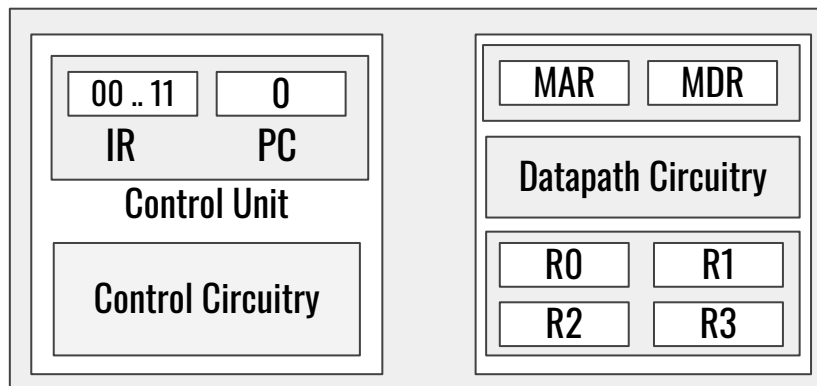 00 .. 11 0
IR PC
Control Unit
Control Circuitry
MAR MDR
Datapath Circuitry
R0 R1
R2 R3